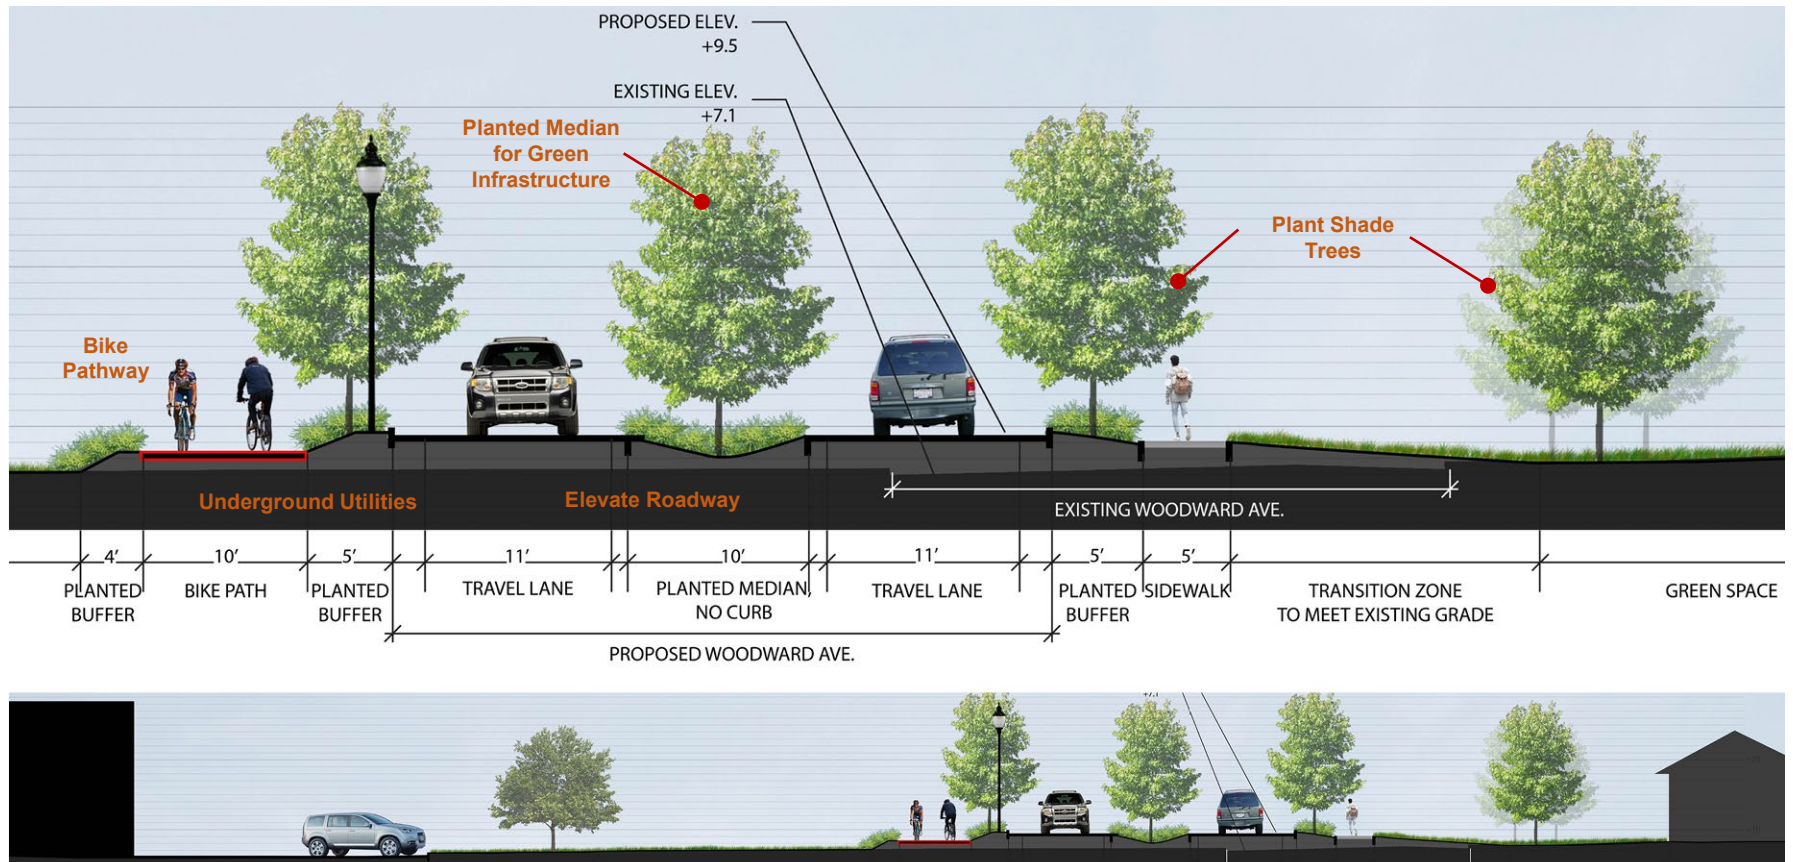 PROPOSED ELEV.
+9.5
EXISTING ELEV.
+7.1
Planted Median
for Green
Infrastructure
Plant Shade
Trees
Bike
Pathway
Underground Utilities
Elevate Roadway
EXISTING WOODWARD AVE.
4' 10' 5' 11' 10' 11' 5' 5'
PLANTED
BUFFER
BIKE PATH
PLANTED
BUFFER
TRAVEL LANE
PLANTED MEDIAN,
NO CURB
TRAVEL LANE
PLANTED
BUFFER
SIDEWALK
TRANSITION ZONE
TO MEET EXISTING GRADE
GREEN SPACE
PROPOSED WOODWARD AVE.
+7.1